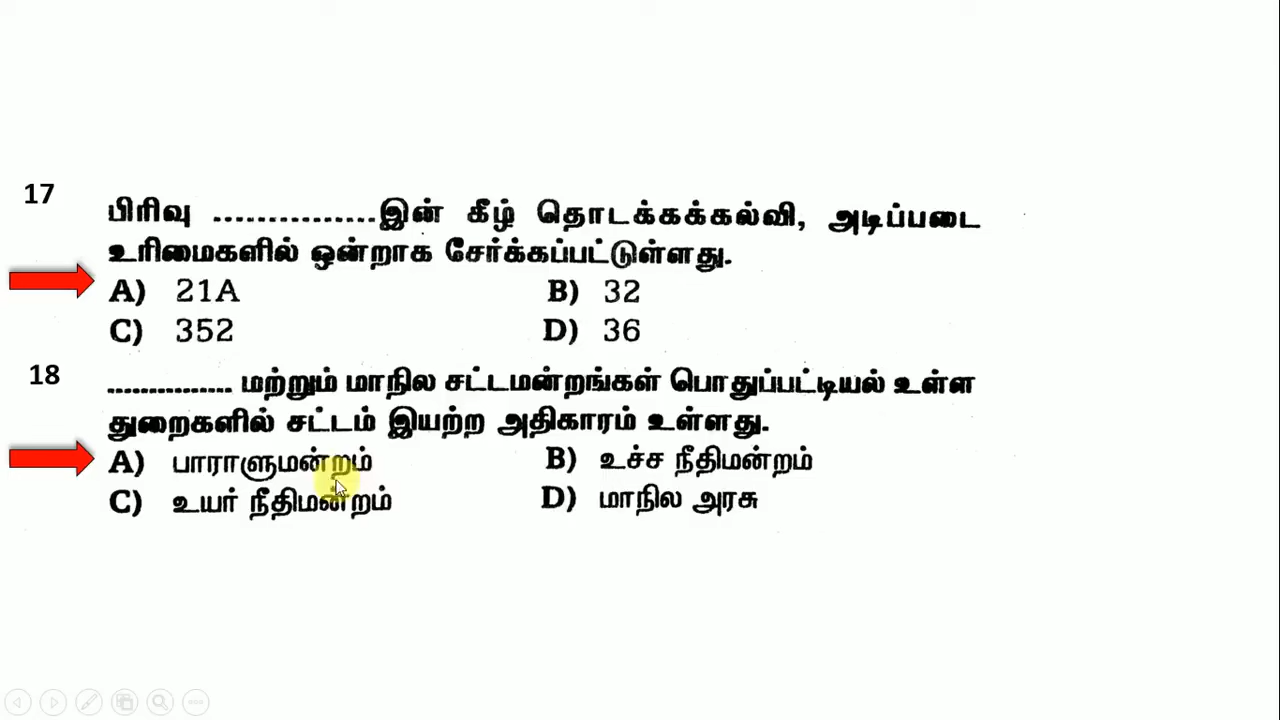 17
பிரிவு ...............இன் கீழ் தொடக்கக்கல்வி, அடிப்படை
உரிமைகளில் ஒன்றாக சேர்க்கப்பட்டுள்ளது.
A) 21A B) 32
C) 352 D) 36
18
............... மற்றும் மாநில சட்டமன்றங்கள் பொதுப்பட்டியல் உள்ள
துறைகளில் சட்டம் இயற்ற அதிகாரம் உள்ளது.
A) பாராளுமன்றம் B) உச்ச நீதிமன்றம்
C) உயர் நீதிமன்றம் D) மாநில அரசு